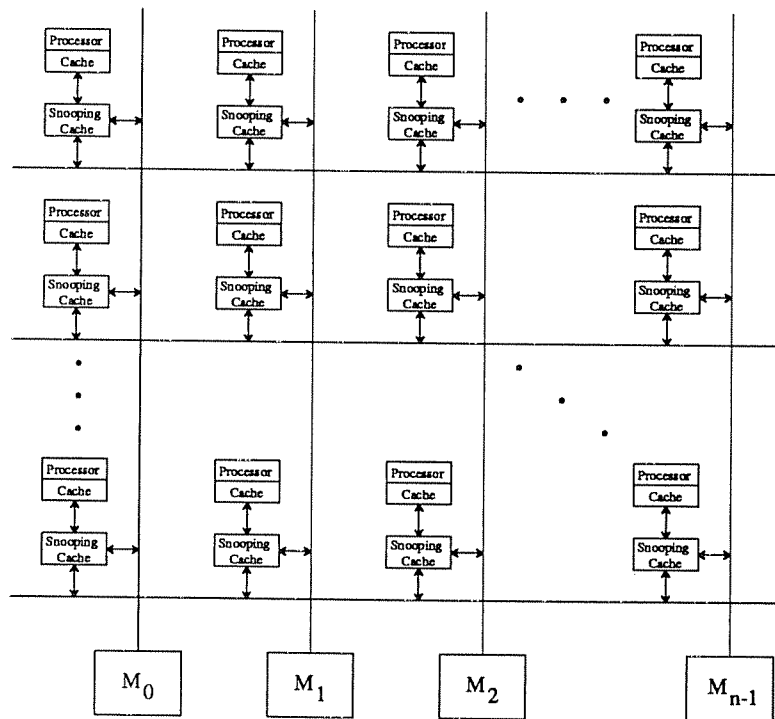 Processor
Cache
Snooping
Cache
Processor
Cache
Snooping
Cache
Processor
Cache
Snooping
Cache
Processor
Cache
Snooping
Cache
Processor
Cache
Snooping
Cache
Processor
Cache
Snooping
Cache
Processor
Cache
Snooping
Cache
Processor
Cache
Snooping
Cache
Processor
Cache
Snooping
Cache
Processor
Cache
Snooping
Cache
Processor
Cache
Snooping
Cache
Processor
Cache
Snooping
Cache
M0
M1
M2
Mn-1